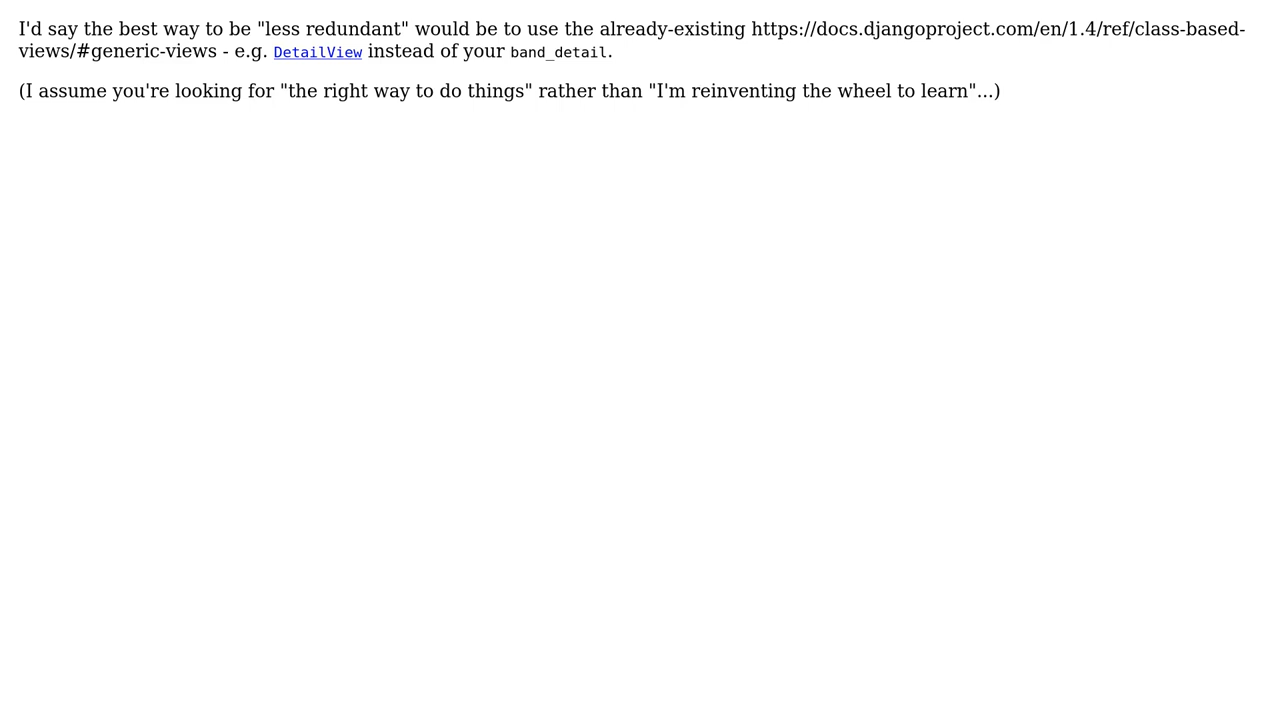 I'd say the best way to be "less redundant" would be to use the already-existing https://docs.djangoproject.com/en/1.4/ref/class-based-
views/#generic-views - e.g. DetailView instead of your band_detail.
(I assume you're looking for "the right way to do things" rather than "I'm reinventing the wheel to learn"...)